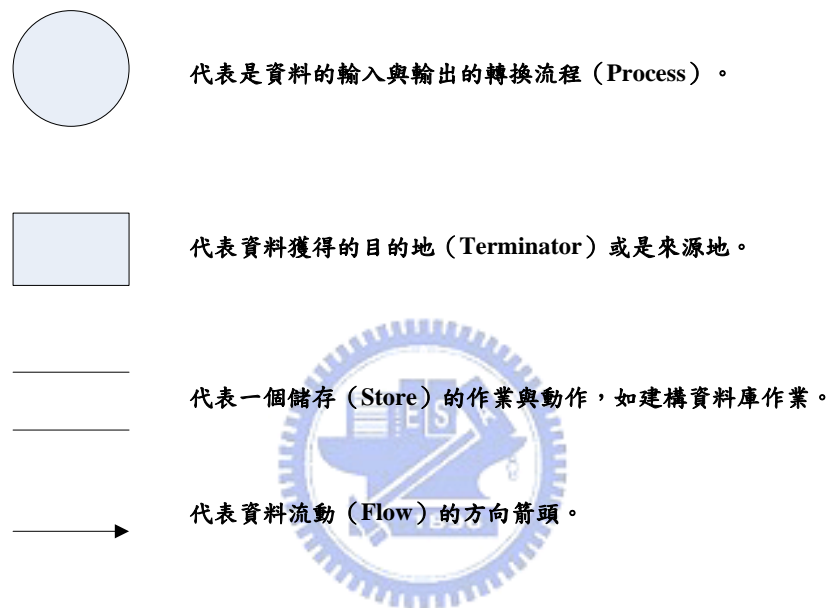 代表是資料的輸入與輸出的轉換流程（Process）。
代表資料獲得的目的地（Terminator）或是來源地。
代表一個儲存（Store）的作業與動作，如建構資料庫作業。
ES
代表資料流動（Flow）的方向箭頭。